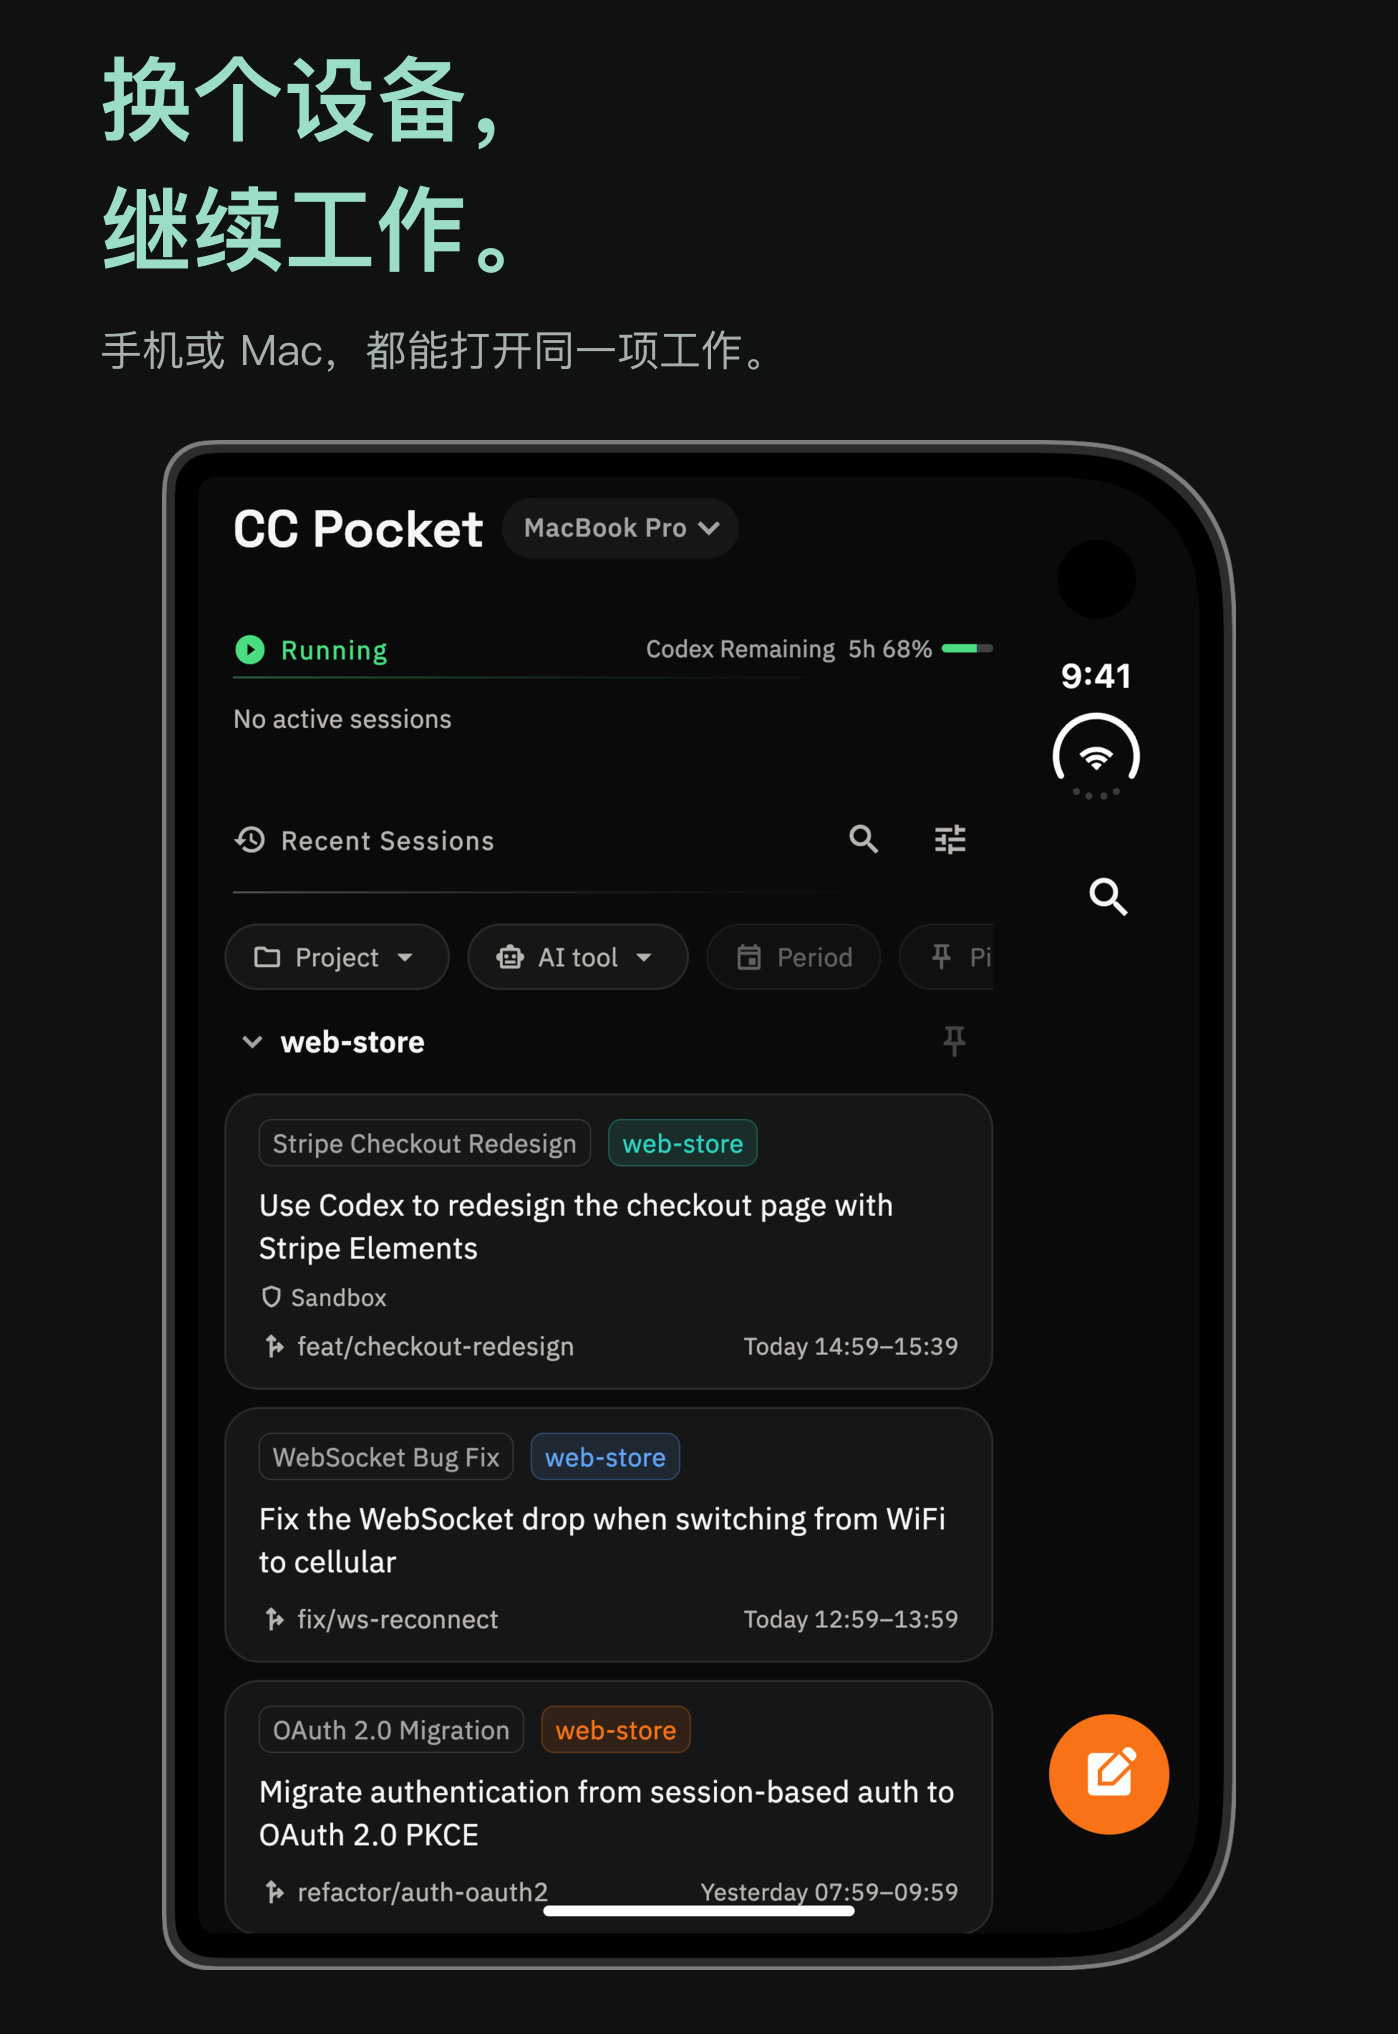 换个设备，
继续工作。
手机或 Mac，都能打开同一项工作。
CC Pocket
MacBook Pro
Running
Codex Remaining 5h 68%
9:41
No active sessions
Recent Sessions
Project
AI tool
Period
Pi
web-store
Stripe Checkout Redesign
web-store
Use Codex to redesign the checkout page with
Stripe Elements
Sandbox
feat/checkout-redesign
Today 14:59–15:39
WebSocket Bug Fix
web-store
Fix the WebSocket drop when switching from WiFi
to cellular
fix/ws-reconnect
Today 12:59–13:59
OAuth 2.0 Migration
web-store
Migrate authentication from session-based auth to
OAuth 2.0 PKCE
refactor/auth-oauth2
Yesterday 07:59–09:59